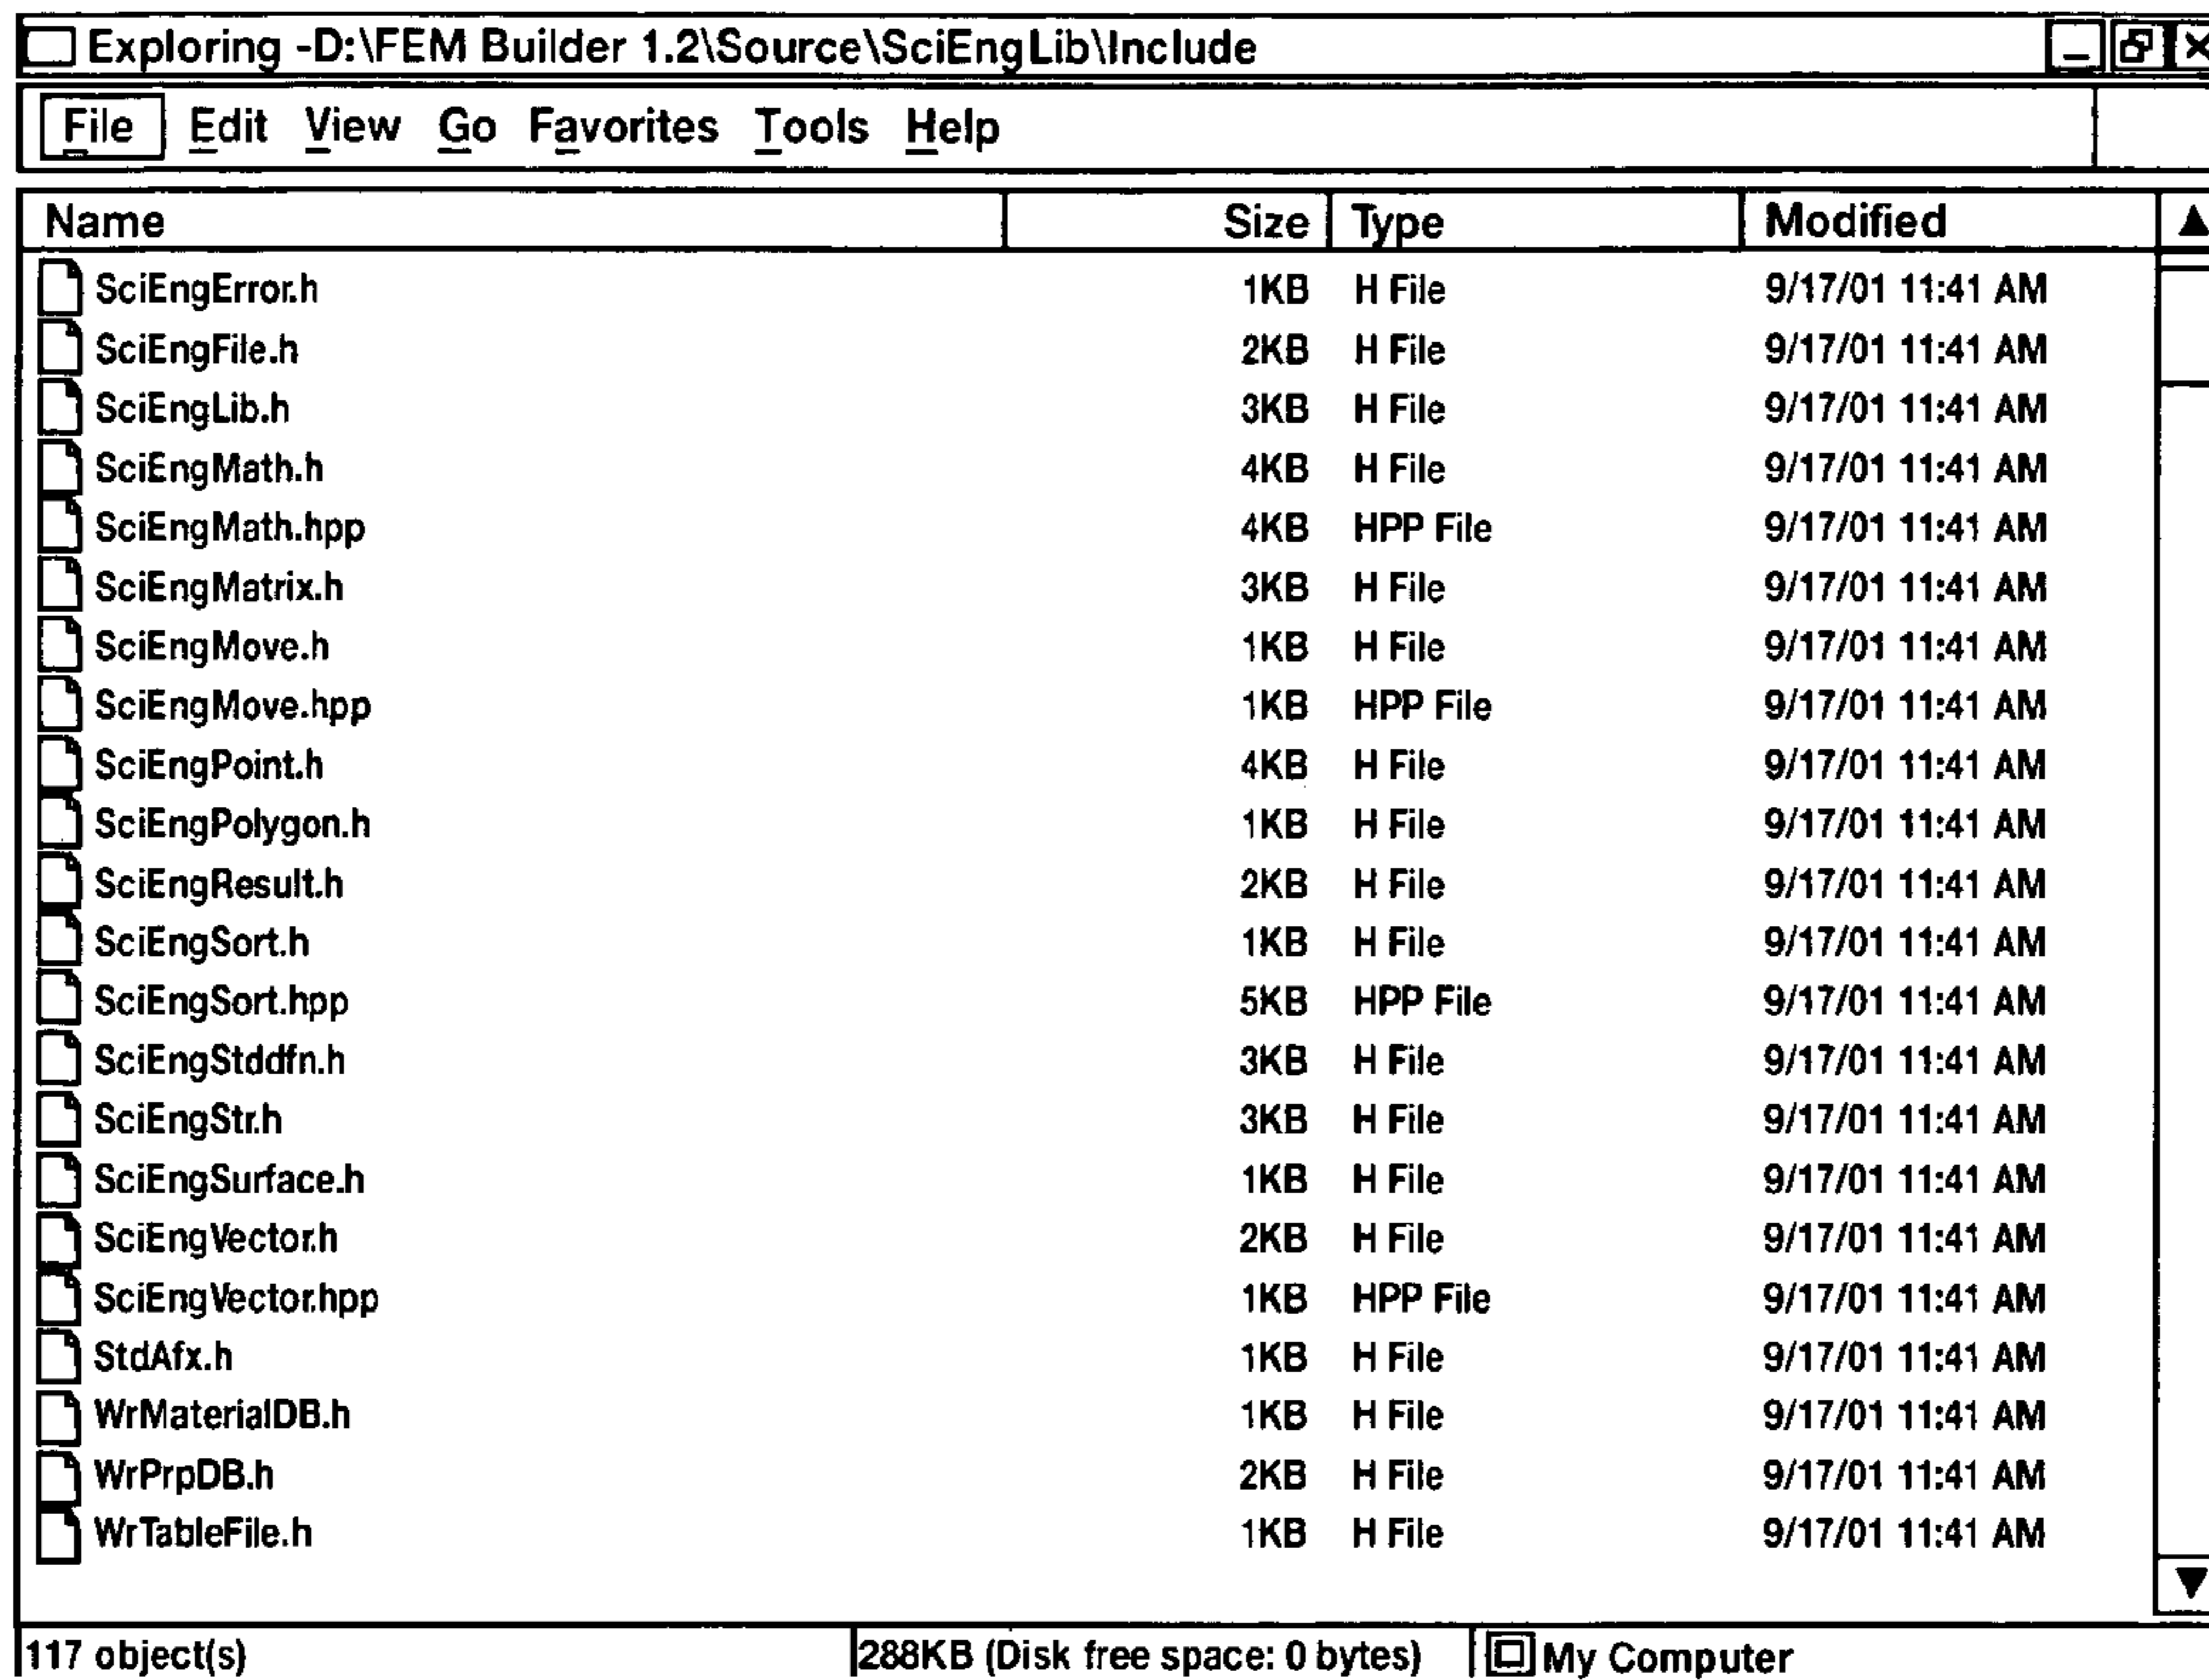 Exploring -D:\FEM Builder 1.2\Source\SciEngLib\Include
File Edit View Go Favorites Tools Help
Name Size Type Modified
SciEngError.h 1KB H File 9/17/01 11:41 AM
SciEngFile.h 2KB H File 9/17/01 11:41 AM
SciEngLib.h 3KB H File 9/17/01 11:41 AM
SciEngMath.h 4KB H File 9/17/01 11:41 AM
SciEngMath.hpp 4KB HPP File 9/17/01 11:41 AM
SciEngMatrix.h 3KB H File 9/17/01 11:41 AM
SciEngMove.h 1KB H File 9/17/01 11:41 AM
SciEngMove.hpp 1KB HPP File 9/17/01 11:41 AM
SciEngPoint.h 4KB H File 9/17/01 11:41 AM
SciEngPolygon.h 1KB H File 9/17/01 11:41 AM
SciEngResult.h 2KB H File 9/17/01 11:41 AM
SciEngSort.h 1KB H File 9/17/01 11:41 AM
SciEngSort.hpp 5KB HPP File 9/17/01 11:41 AM
SciEngStddfn.h 3KB H File 9/17/01 11:41 AM
SciEngStr.h 3KB H File 9/17/01 11:41 AM
SciEngSurface.h 1KB H File 9/17/01 11:41 AM
SciEngVector.h 2KB H File 9/17/01 11:41 AM
SciEngVector.hpp 1KB HPP File 9/17/01 11:41 AM
StdAfx.h 1KB H File 9/17/01 11:41 AM
WrMaterialDB.h 1KB H File 9/17/01 11:41 AM
WrPrpDB.h 2KB H File 9/17/01 11:41 AM
WrTableFile.h 1KB H File 9/17/01 11:41 AM
117 object(s) 288KB (Disk free space: 0 bytes) My Computer